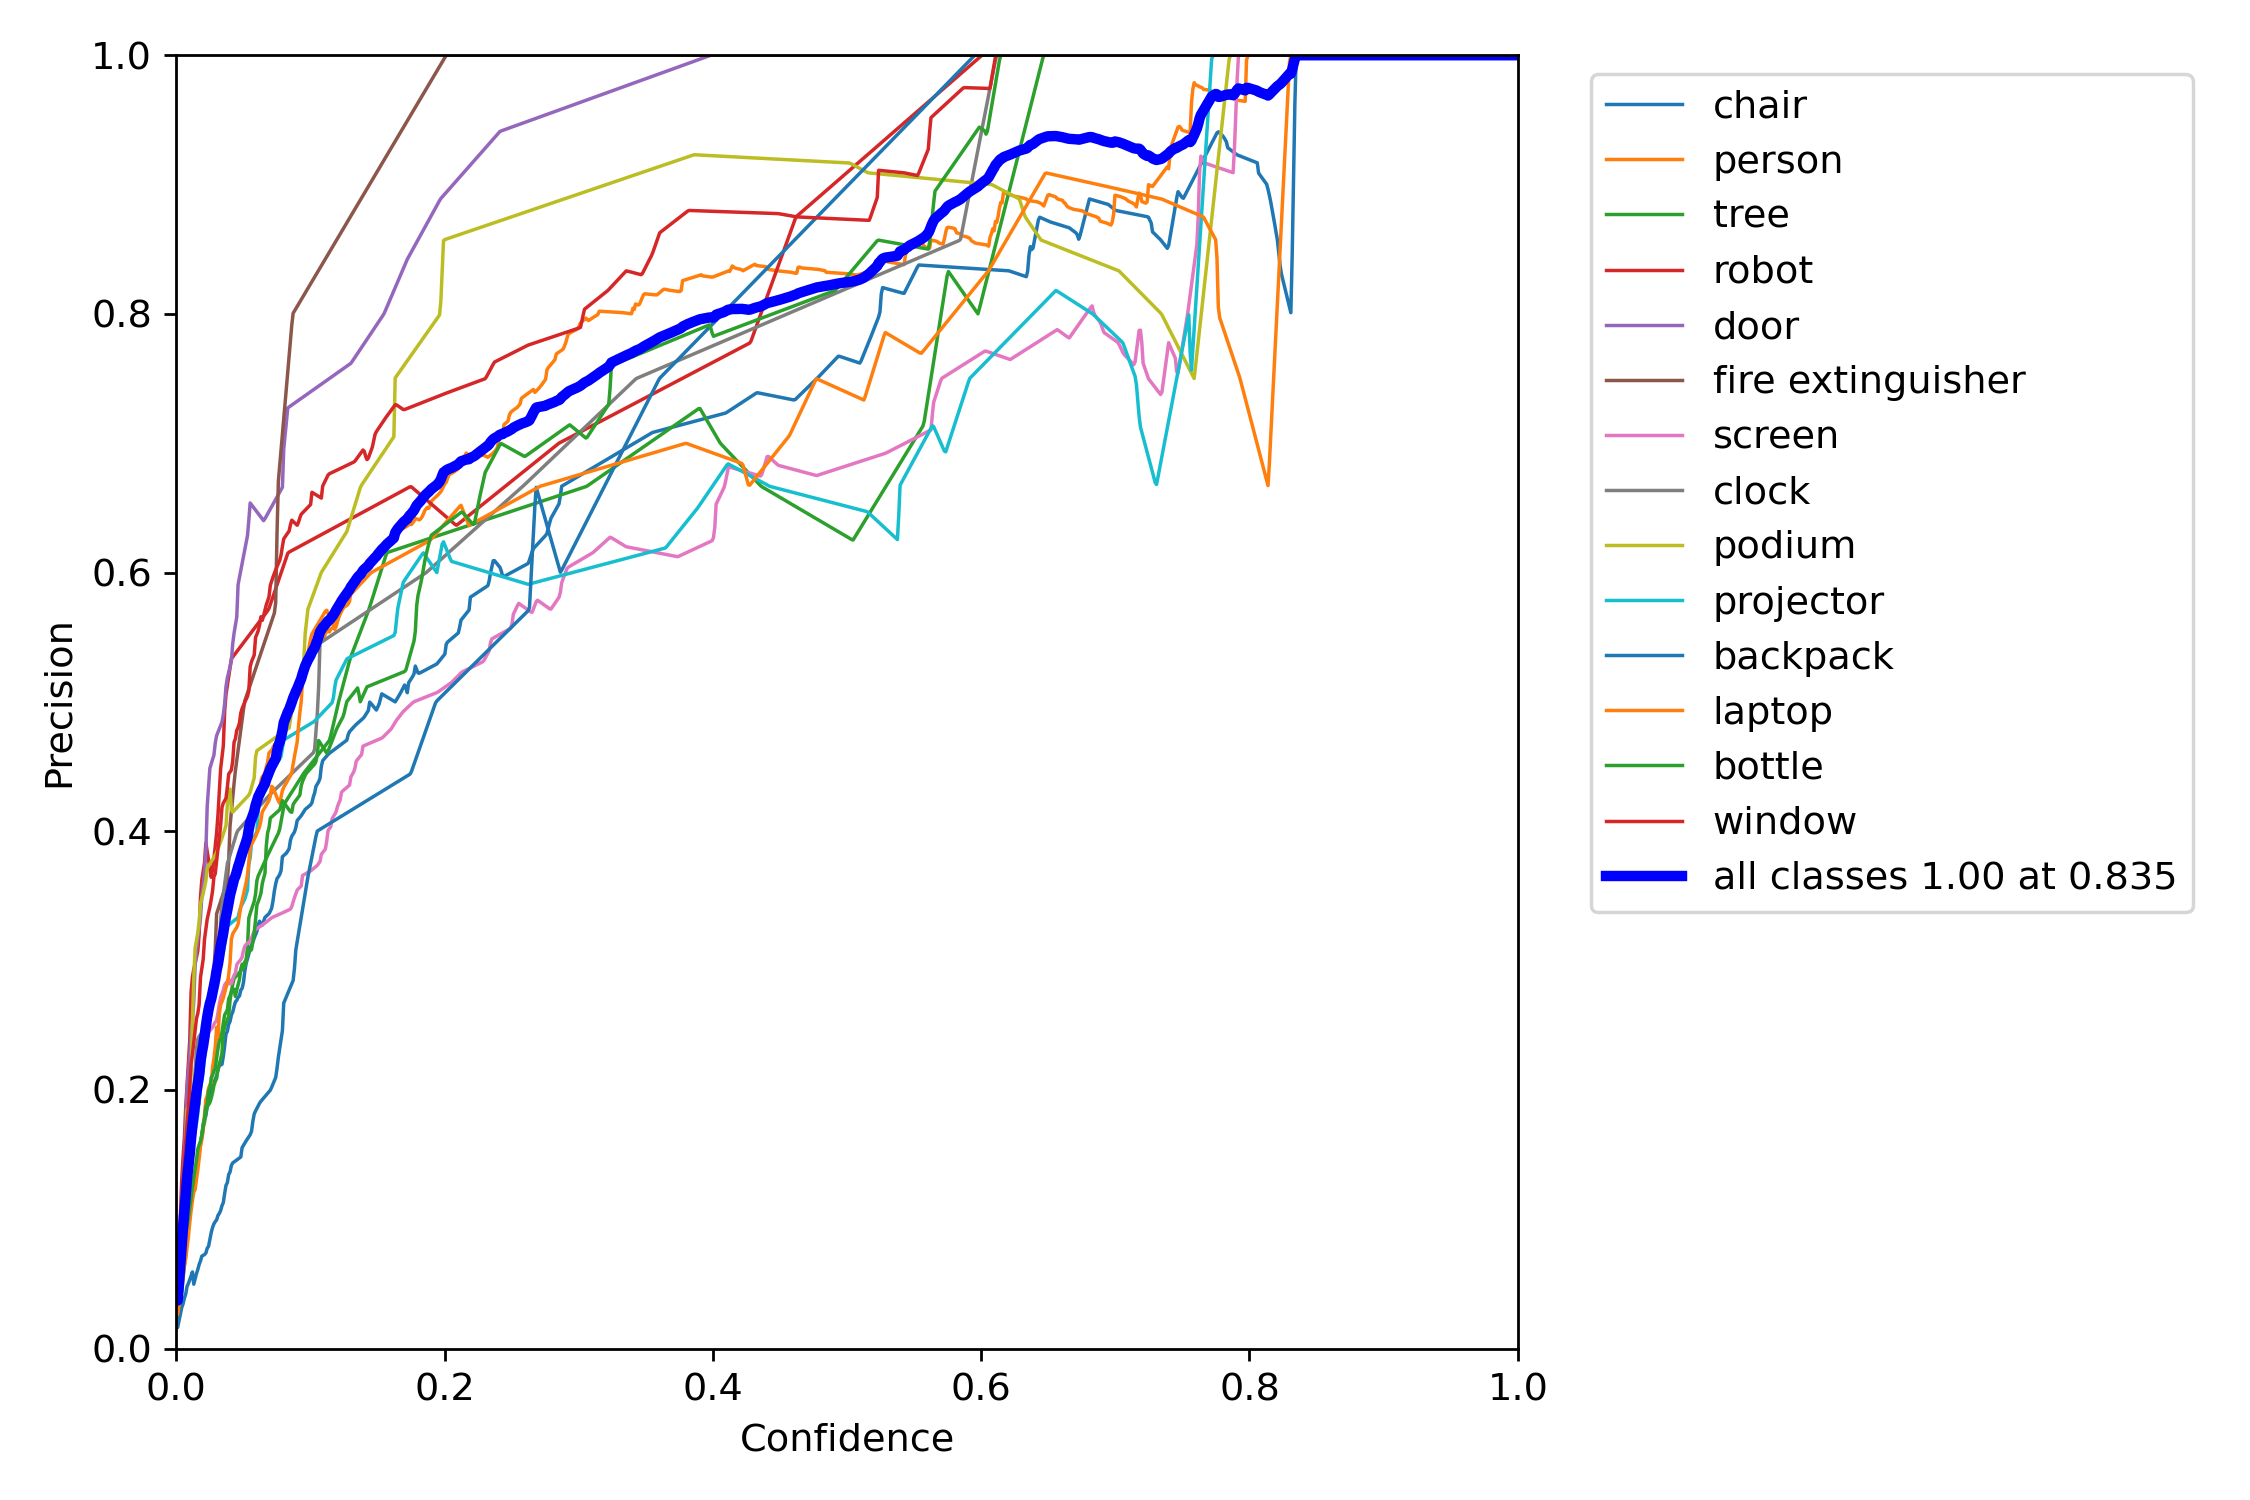 1.0
0.8
0.6
0.4
0.2
0.0
Precision
0.0 0.2 0.4 0.6 0.8 1.0
Confidence
chair
person
tree
robot
door
fire extinguisher
screen
clock
podium
projector
backpack
laptop
bottle
window
all classes 1.00 at 0.835